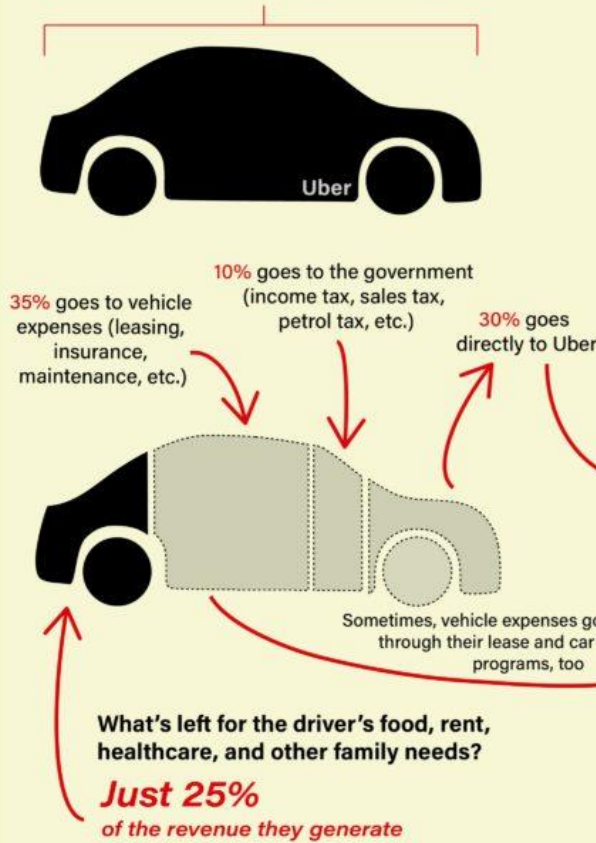 Uber
35% goes to vehicle
expenses (leasing,
insurance,
maintenance, etc.)
10% goes to the government
(income tax, sales tax,
petrol tax, etc.)
30% goes
directly to Uber
Sometimes, vehicle expenses go
through their lease and car
programs, too
What's left for the driver's food, rent,
healthcare, and other family needs?
Just 25%
of the revenue they generate